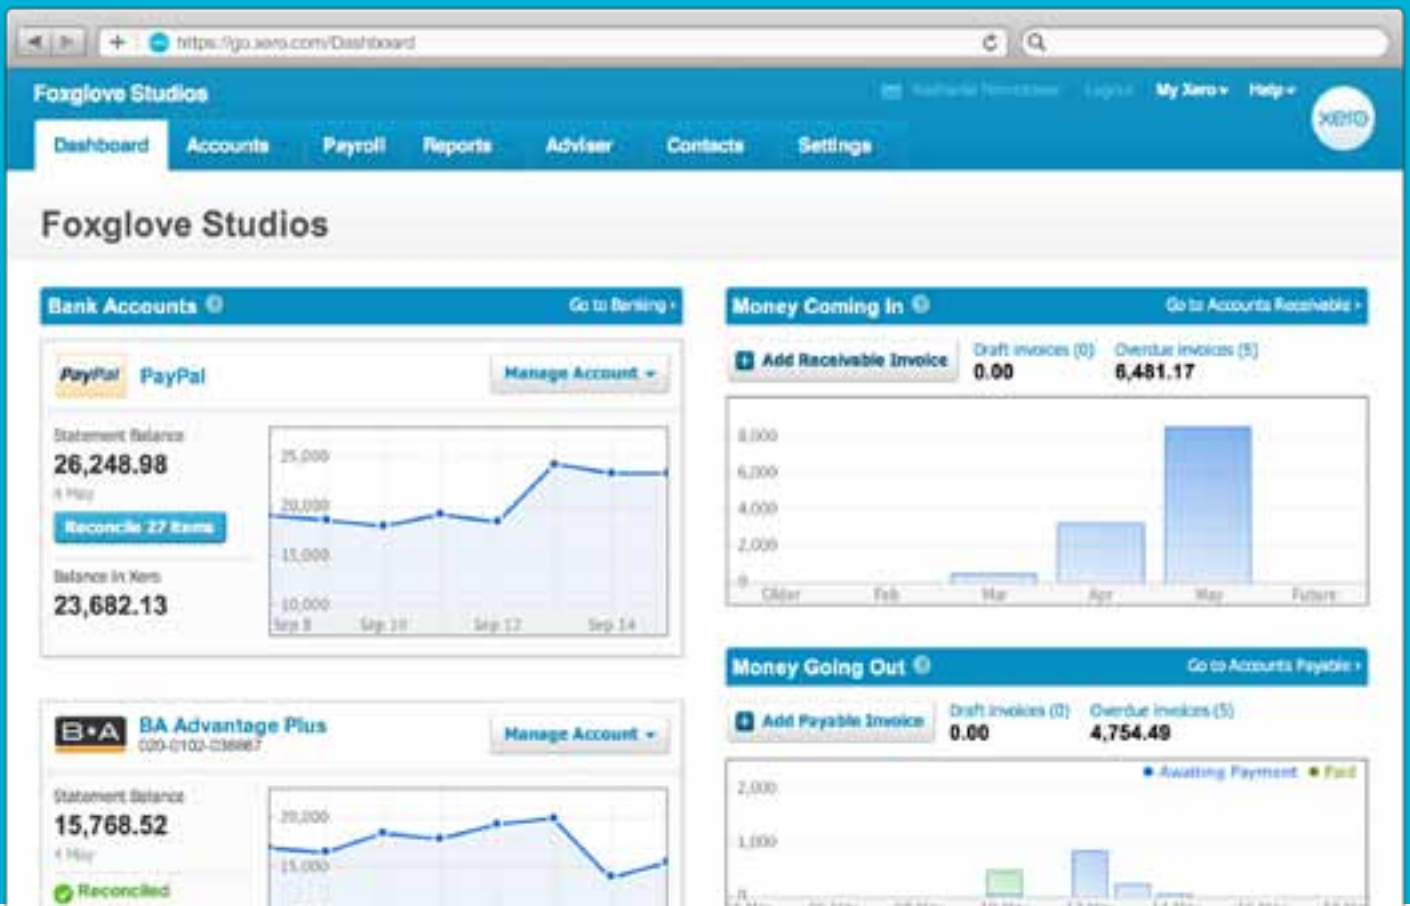 https://go.xero.com/Dashboard
Foxglove Studios
Logout My Xero Help
xero
Dashboard Accounts Payroll Reports Adviser Contacts Settings
Foxglove Studios
Bank Accounts
Go to Banking ›
PayPal PayPal
Manage Account
Statement Balance
26,248.98
4 May
Reconcile 27 items
Balance in Xero
23,682.13
25,000
20,000
15,000
10,000
Sep 8 Sep 10 Sep 12 Sep 14
B•A BA Advantage Plus
Manage Account
Statement Balance
15,768.52
4 May
Reconciled
20,000
15,000
Money Coming In
Go to Accounts Receivable ›
Add Receivable Invoice
Draft invoices (0) Overdue invoices (5)
0.00 6,481.17
8,000
6,000
4,000
2,000
0
Older Feb Mar Apr May Future
Money Going Out
Go to Accounts Payable ›
Add Payable Invoice
Draft invoices (0) Overdue invoices (5)
0.00 4,754.49
Awaiting Payment Paid
2,000
1,000
0